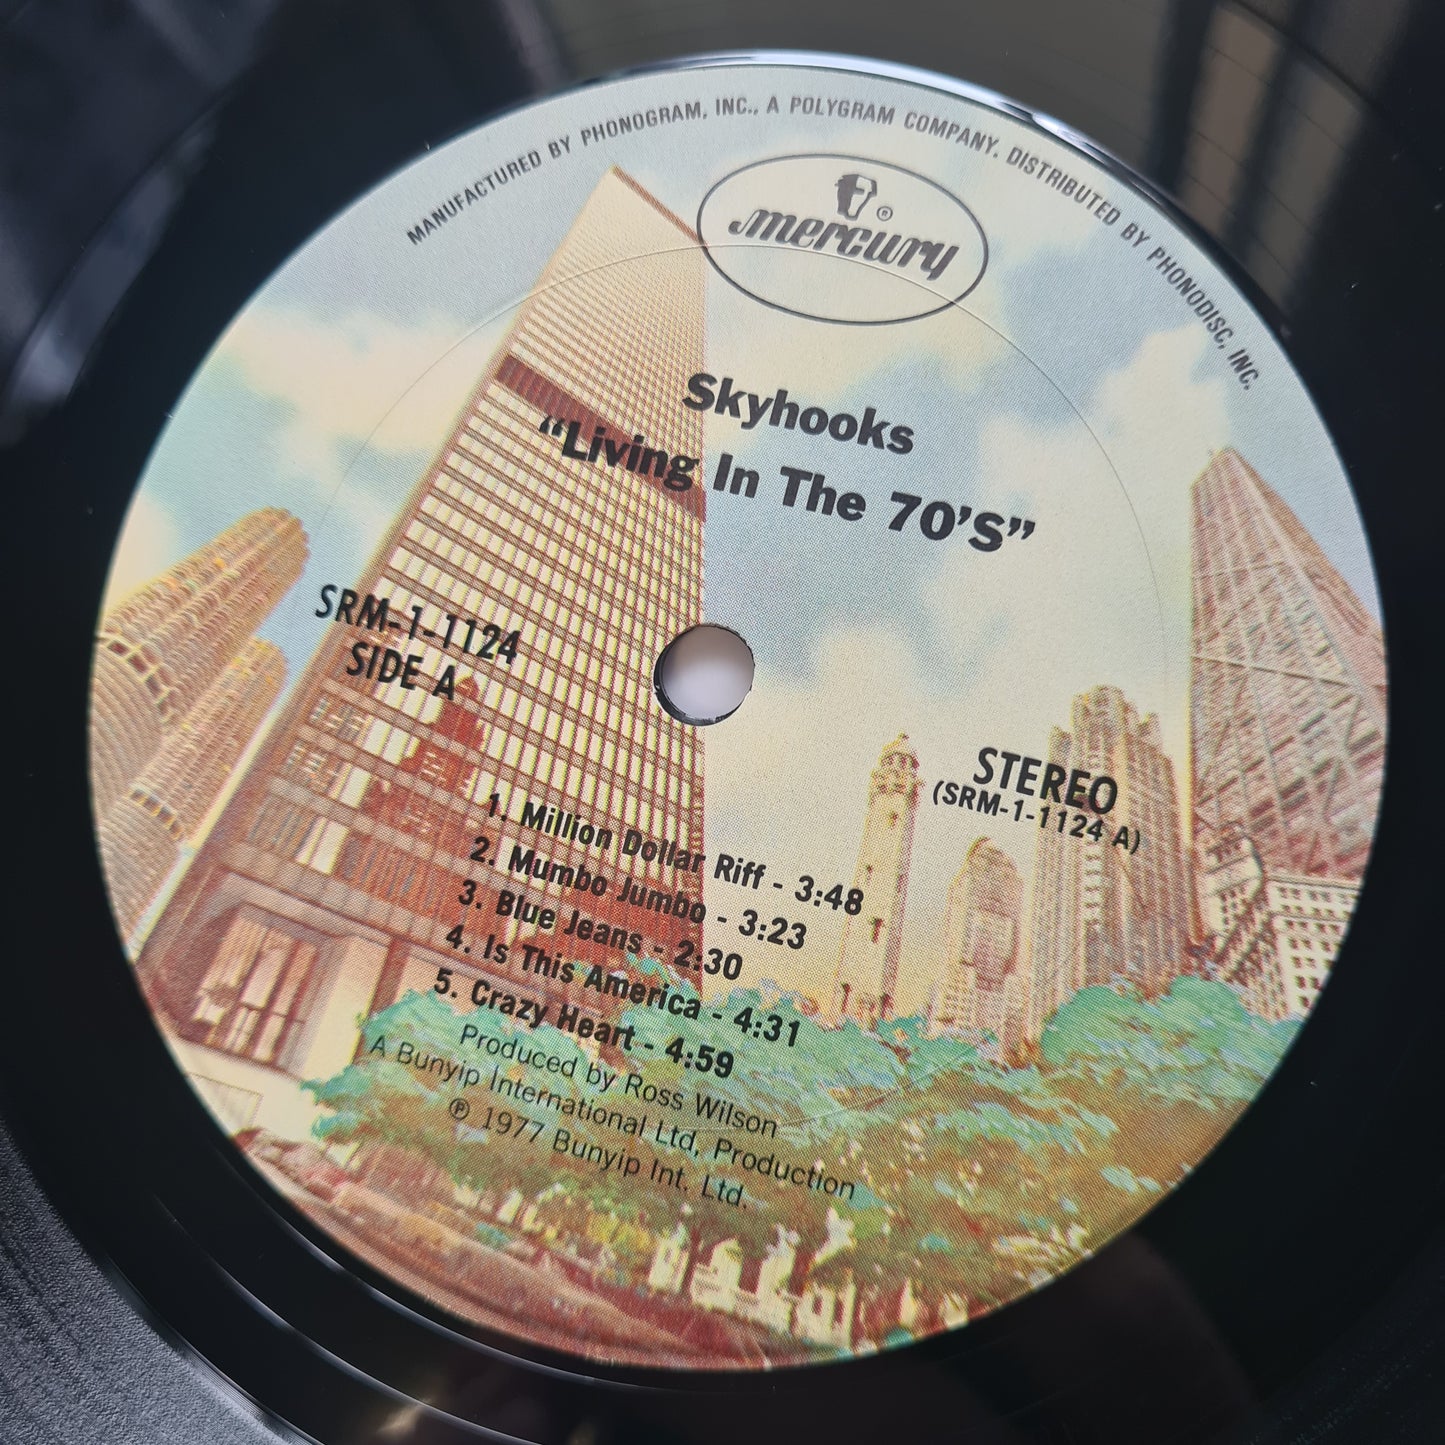 MANUFACTURED BY PHONOGRAM, INC., A POLYGRAM COMPANY. DISTRIBUTED BY PHONODISC, INC.
mercury®
Skyhooks
“Living In The 70’S”
SRM-1-1124
SIDE A
STEREO
(SRM-1-1124 A)
1. Million Dollar Riff - 3:48
2. Mumbo Jumbo - 3:23
3. Blue Jeans - 2:30
4. Is This America - 4:31
5. Crazy Heart - 4:59
Produced by Ross Wilson
A Bunyip International Ltd, Production
℗ 1977 Bunyip Int. Ltd.